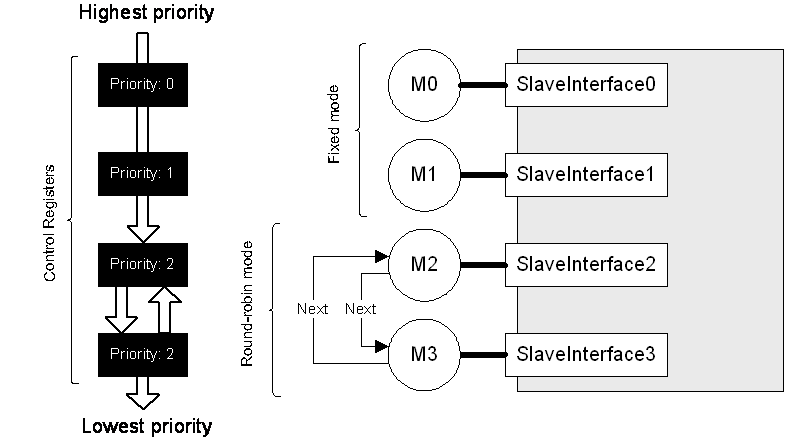 Highest priority
Control Registers
Priority: 0
Priority: 1
Priority: 2
Priority: 2
Lowest priority
Fixed mode
Round-robin mode
M0
SlaveInterface0
M1
SlaveInterface1
M2
SlaveInterface2
Next
Next
M3
SlaveInterface3